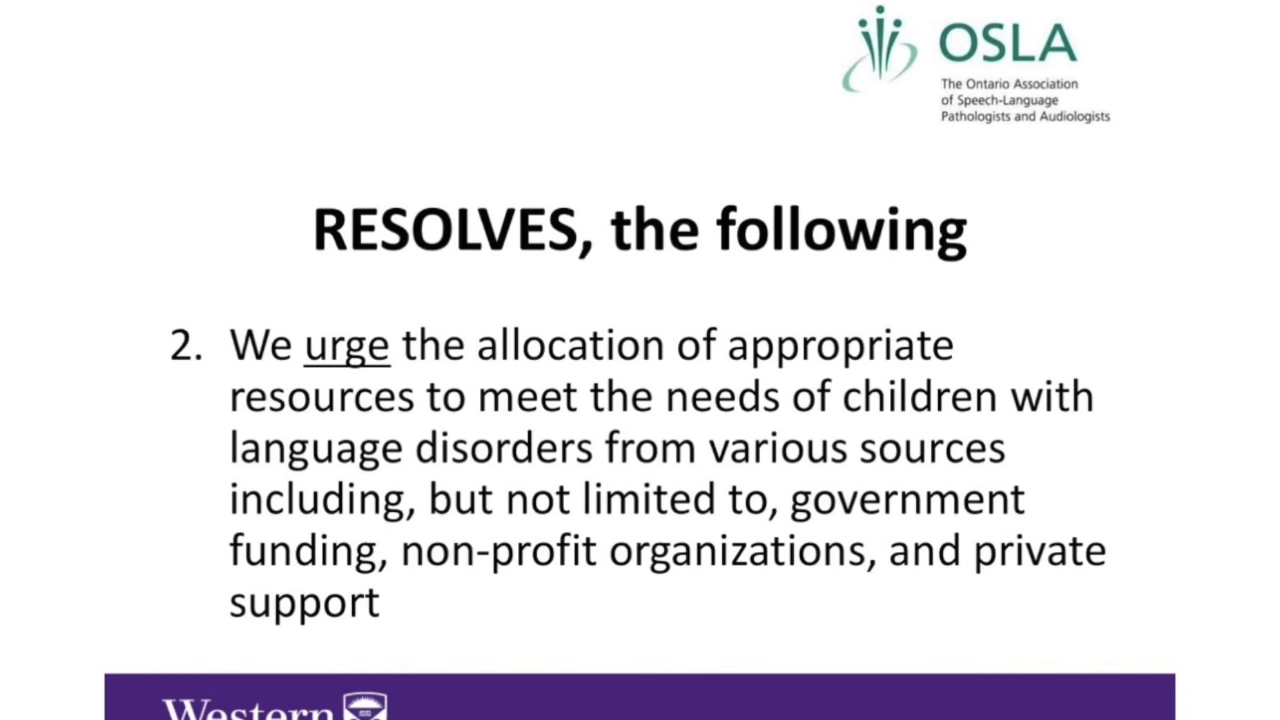 OSLA
The Ontario Association
of Speech-Language
Pathologists and Audiologists
RESOLVES, the following
2. We urge the allocation of appropriate
resources to meet the needs of children with
language disorders from various sources
including, but not limited to, government
funding, non-profit organizations, and private
support
Western